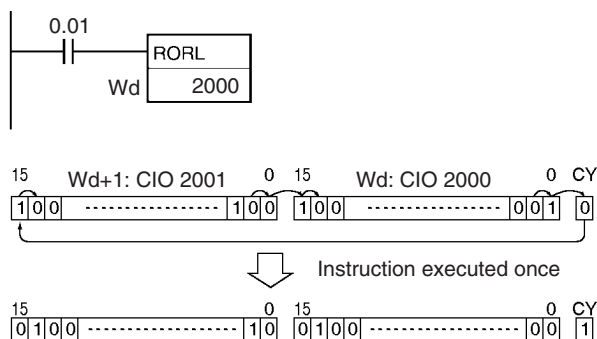 0.01
RORL
Wd 2000
15 Wd+1: CIO 2001 0 15 Wd: CIO 2000 0 CY
1 0 0 ---------------- 1 0 0 1 0 0 ---------------- 0 0 1 0
Instruction executed once
15 0 15 0 CY
0 1 0 0 ---------------- 1 0 0 1 0 0 ---------------- 0 0 1